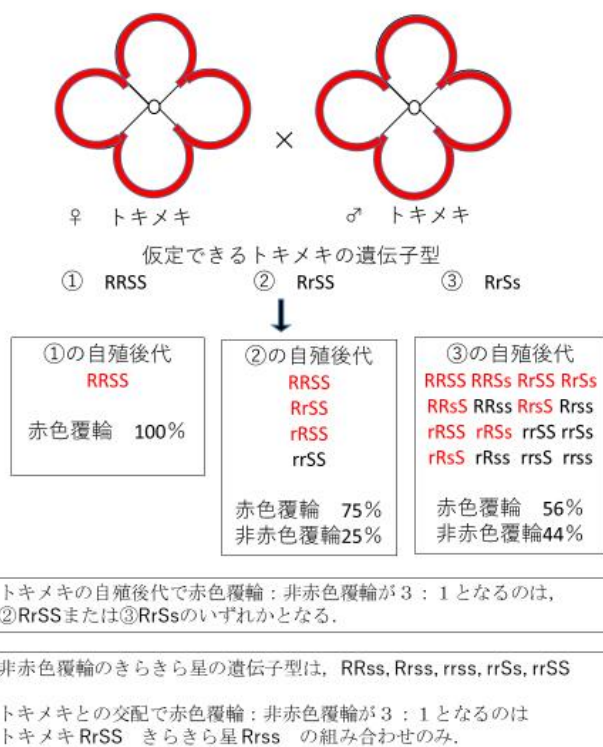 ×
♀ トキメキ ♂ トキメキ
仮定できるトキメキの遺伝子型
① RRSS ② RrSS ③ RrSs
①の自殖後代
RRSS
赤色覆輪 100%
②の自殖後代
RRSS
RrSS
rRSS
rrSS
赤色覆輪 75%
非赤色覆輪25%
③の自殖後代
RRSS RRSs RrSS RrSs
RRsS RRss RrsS Rrss
rRSS rRSs rrSS rrSs
rRsS rRss rrsS rrss
赤色覆輪 56%
非赤色覆輪44%
トキメキの自殖後代で赤色覆輪：非赤色覆輪が３：１となるのは，
②RrSSまたは③RrSsのいずれかとなる．
非赤色覆輪のきらきら星の遺伝子型は，RRss, Rrss, rrss, rrSs, rrSS
トキメキとの交配で赤色覆輪：非赤色覆輪が３：１となるのは
トキメキ RrSS きらきら星 Rrss の組み合わせのみ．